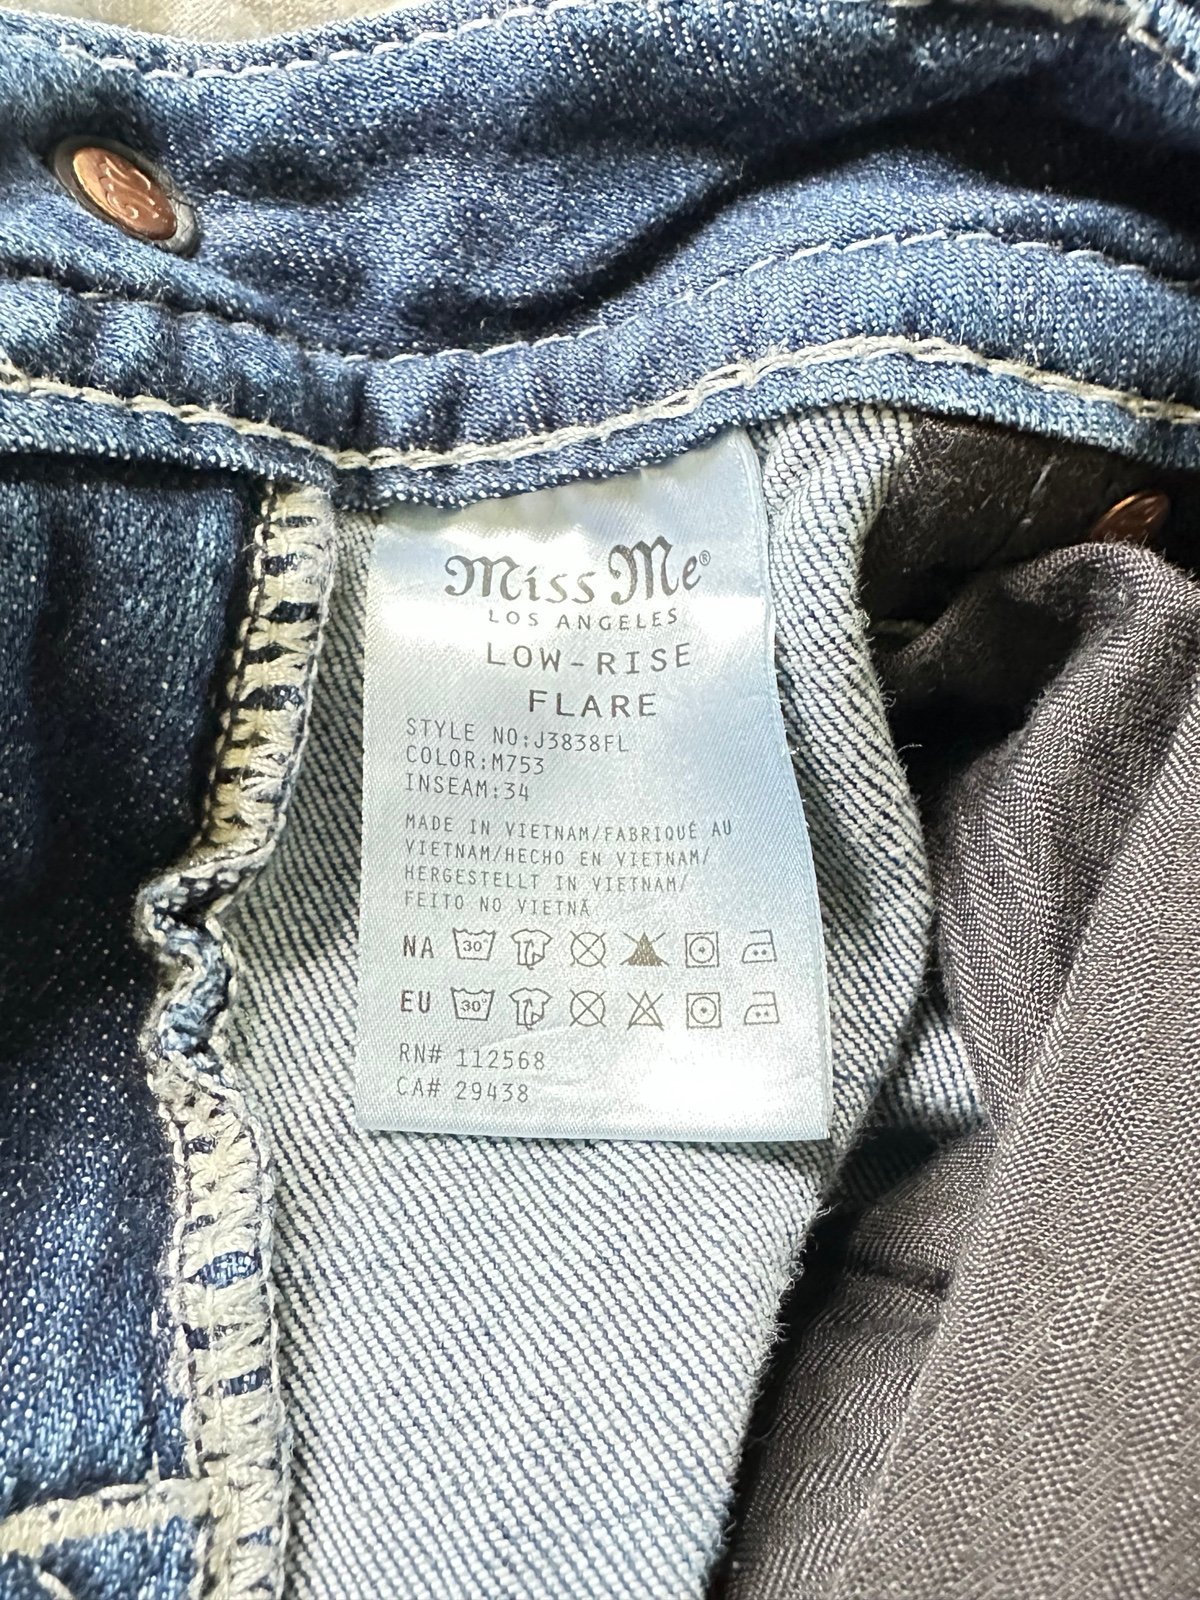 Miss Me®
LOS ANGELES
LOW-RISE
FLARE
STYLE NO:J3838FL
COLOR:M753
INSEAM:34
MADE IN VIETNAM/FABRIQUÉ AU
VIETNAM/HECHO EN VIETNAM/
HERGESTELLT IN VIETNAM/
FEITO NO VIETNÃ
NA 30°
EU 30°
RN# 112568
CA# 29438